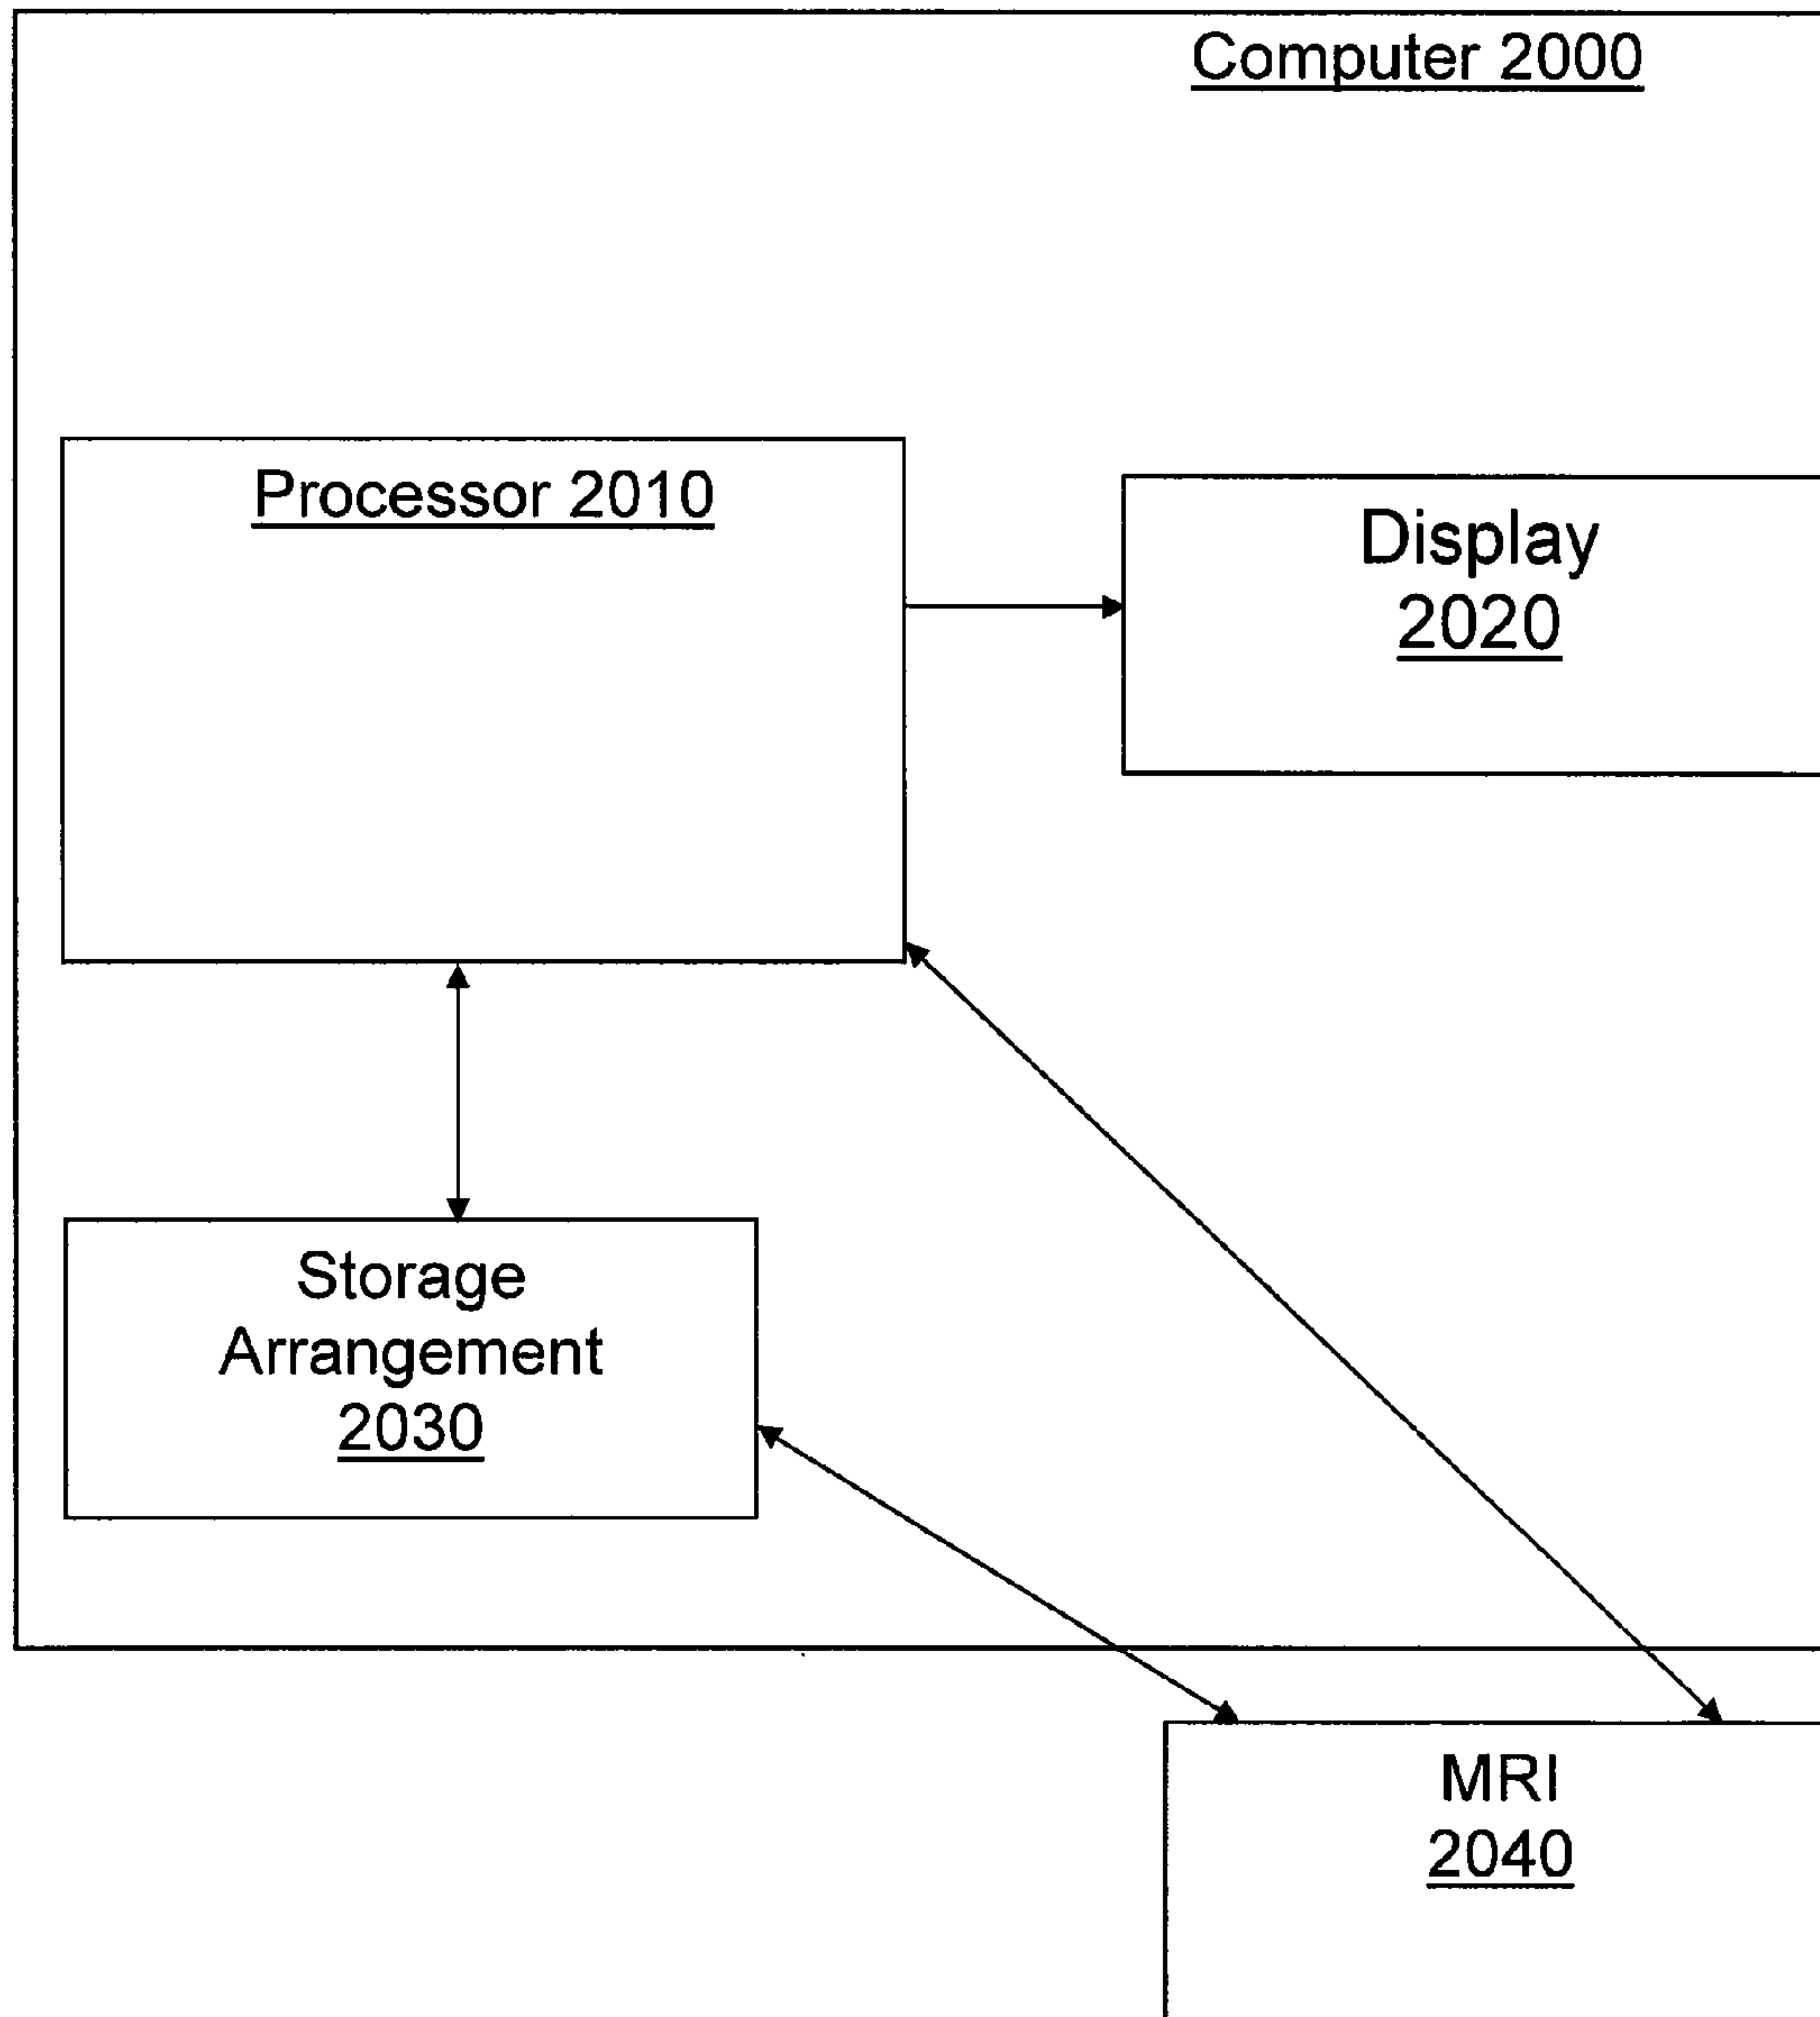 Computer 2000
Processor 2010
Display
2020
Storage
Arrangement
2030
MRI
2040